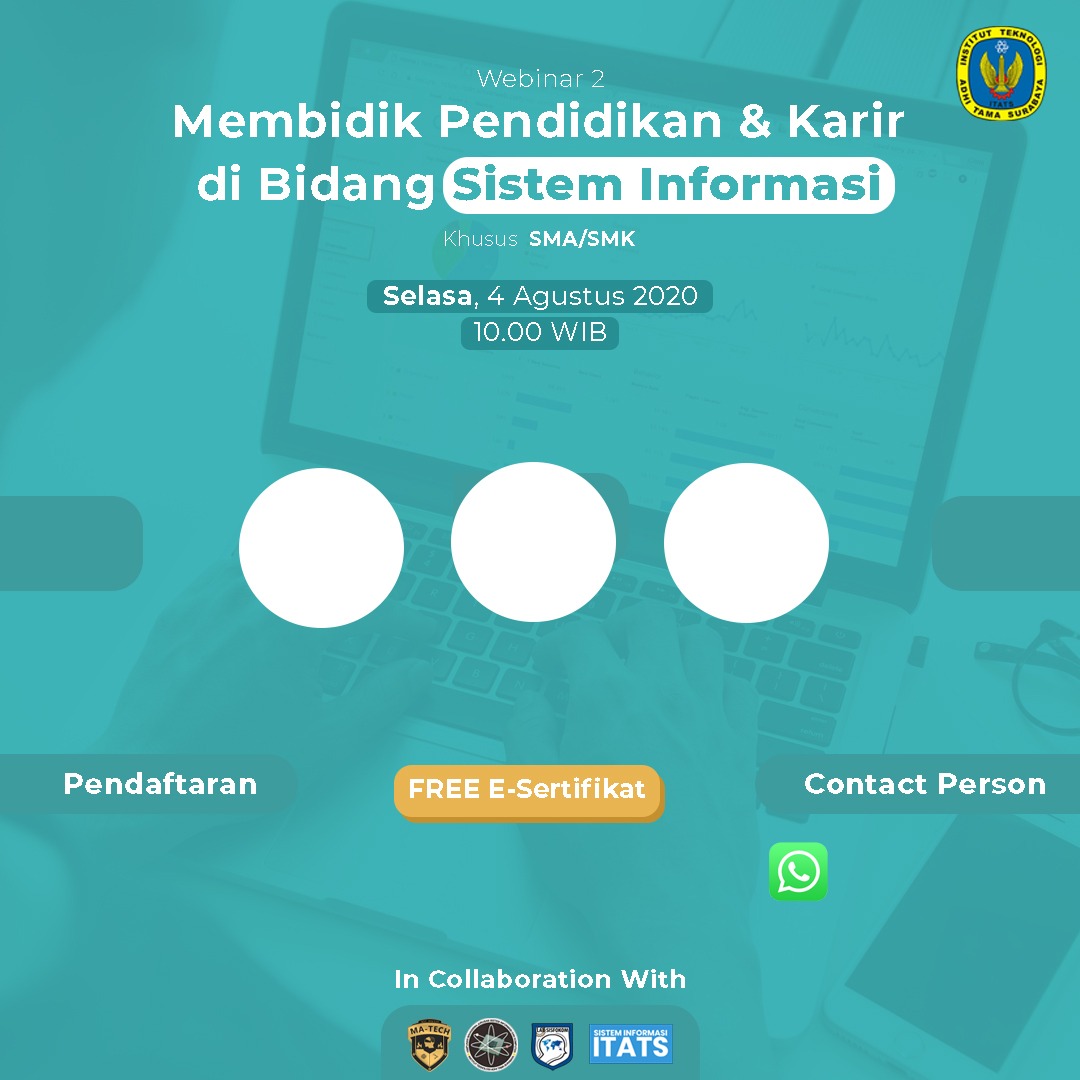 Webinar 2
INSTITUT TEKNOLOGI
ADHI TAMA SURABAYA
ITATS
Membidik Pendidikan & Karir
di Bidang Sistem Informasi
Khusus SMA/SMK
Selasa, 4 Agustus 2020
10.00 WIB
Pendaftaran
FREE E-Sertifikat
Contact Person
In Collaboration With
MA-TECH
LAB SISFOKOM
SISTEM INFORMASI
ITATS